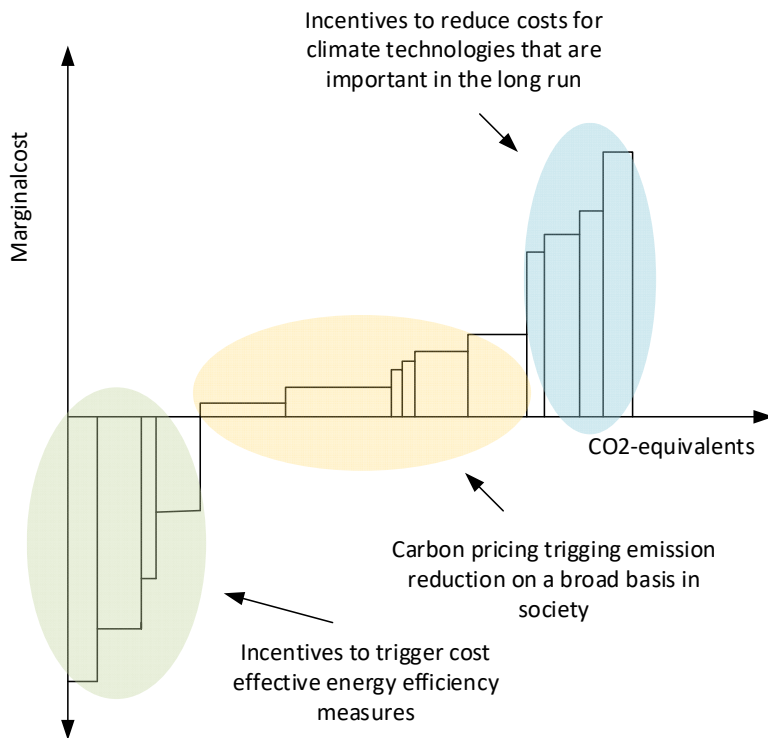 Incentives to reduce costs for
climate technologies that are
important in the long run
Marginalcost
CO2-equivalents
Carbon pricing trigging emission
reduction on a broad basis in
society
Incentives to trigger cost
effective energy efficiency
measures